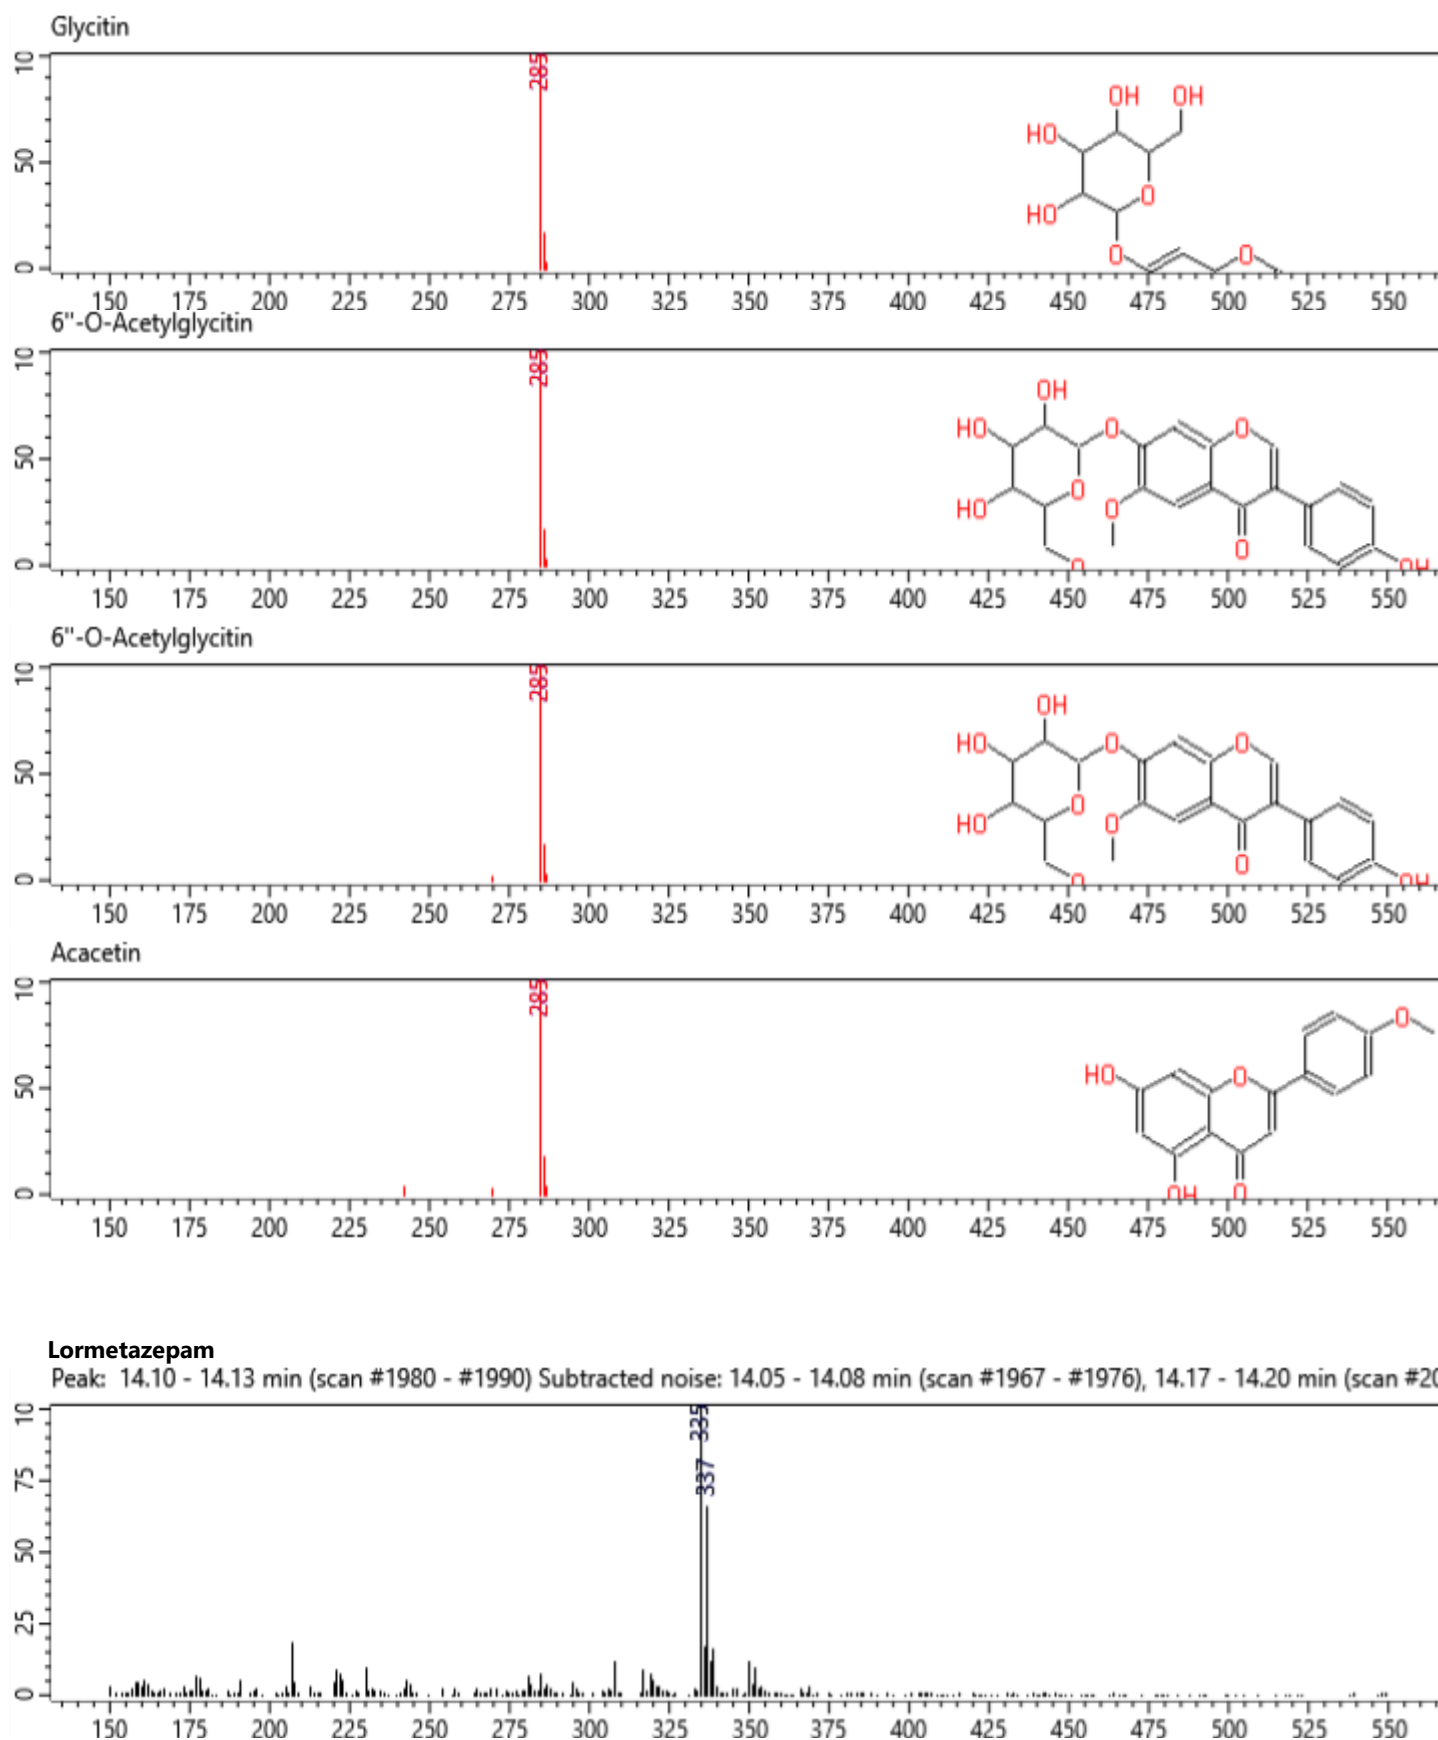 Glycitin
10
285
50
0
OH OH
HO
O
HO
O O
150 175 200 225 250 275 300 325 350 375 400 425 450 475 500 525 550
6"-O-Acetylglycitin
10
285
OH
HO O O
50
O
HO O
O
0
O OH
150 175 200 225 250 275 300 325 350 375 400 425 450 475 500 525 550
6"-O-Acetylglycitin
10
285
OH
HO O O
50
O
HO O
O
0
O OH
150 175 200 225 250 275 300 325 350 375 400 425 450 475 500 525 550
Acacetin
10
285
O
HO O
50
0
OH O
150 175 200 225 250 275 300 325 350 375 400 425 450 475 500 525 550
Lormetazepam
Peak: 14.10 - 14.13 min (scan #1980 - #1990) Subtracted noise: 14.05 - 14.08 min (scan #1967 - #1976), 14.17 - 14.20 min (scan #20
10
335
337
75
50
25
0
150 175 200 225 250 275 300 325 350 375 400 425 450 475 500 525 550